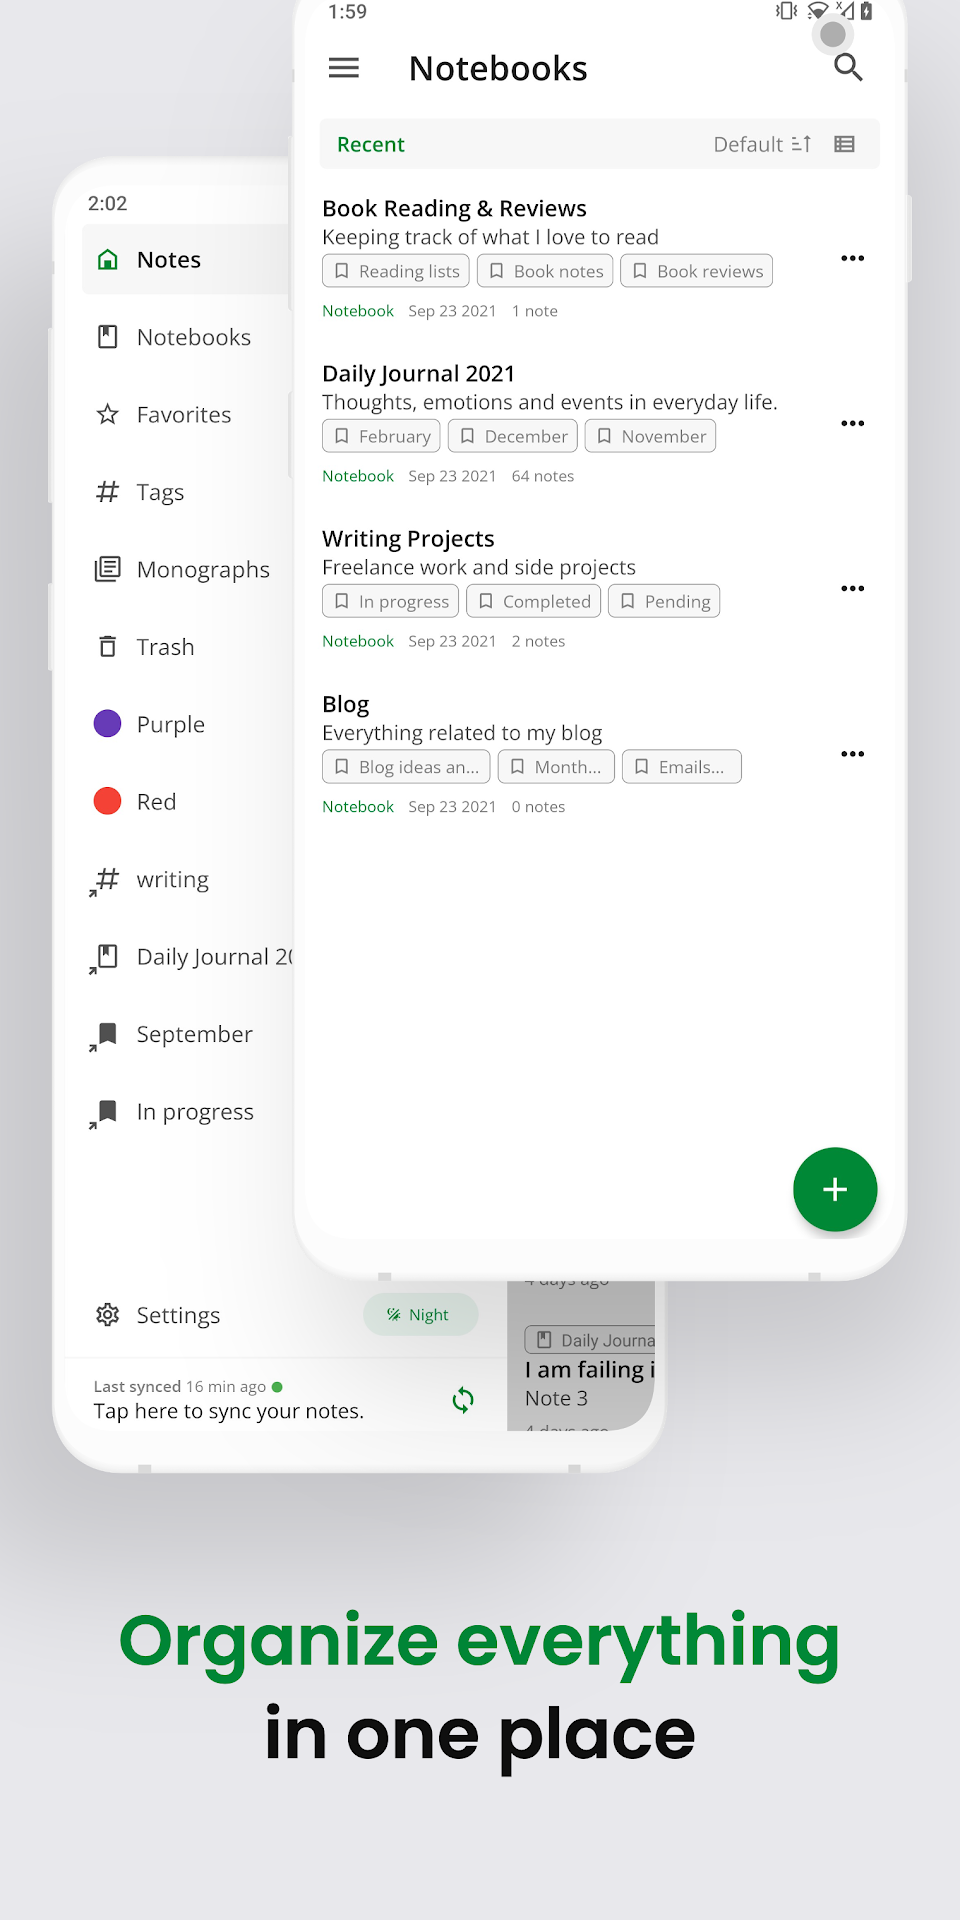 1:59
Notebooks
Recent
Default
Book Reading & Reviews
Keeping track of what I love to read
Reading lists
Book notes
Book reviews
Notebook Sep 23 2021 1 note
Daily Journal 2021
Thoughts, emotions and events in everyday life.
February
December
November
Notebook Sep 23 2021 64 notes
Writing Projects
Freelance work and side projects
In progress
Completed
Pending
Notebook Sep 23 2021 2 notes
Blog
Everything related to my blog
Blog ideas an...
Month...
Emails...
Notebook Sep 23 2021 0 notes
2:02
Notes
Notebooks
Favorites
Tags
Monographs
Trash
Purple
Red
writing
Daily Journal 20
September
In progress
Settings
Night
Last synced 16 min ago
Tap here to sync your notes.
4 days ago
Daily Journa
I am failing i
Note 3
4 days ago
Organize everything
in one place